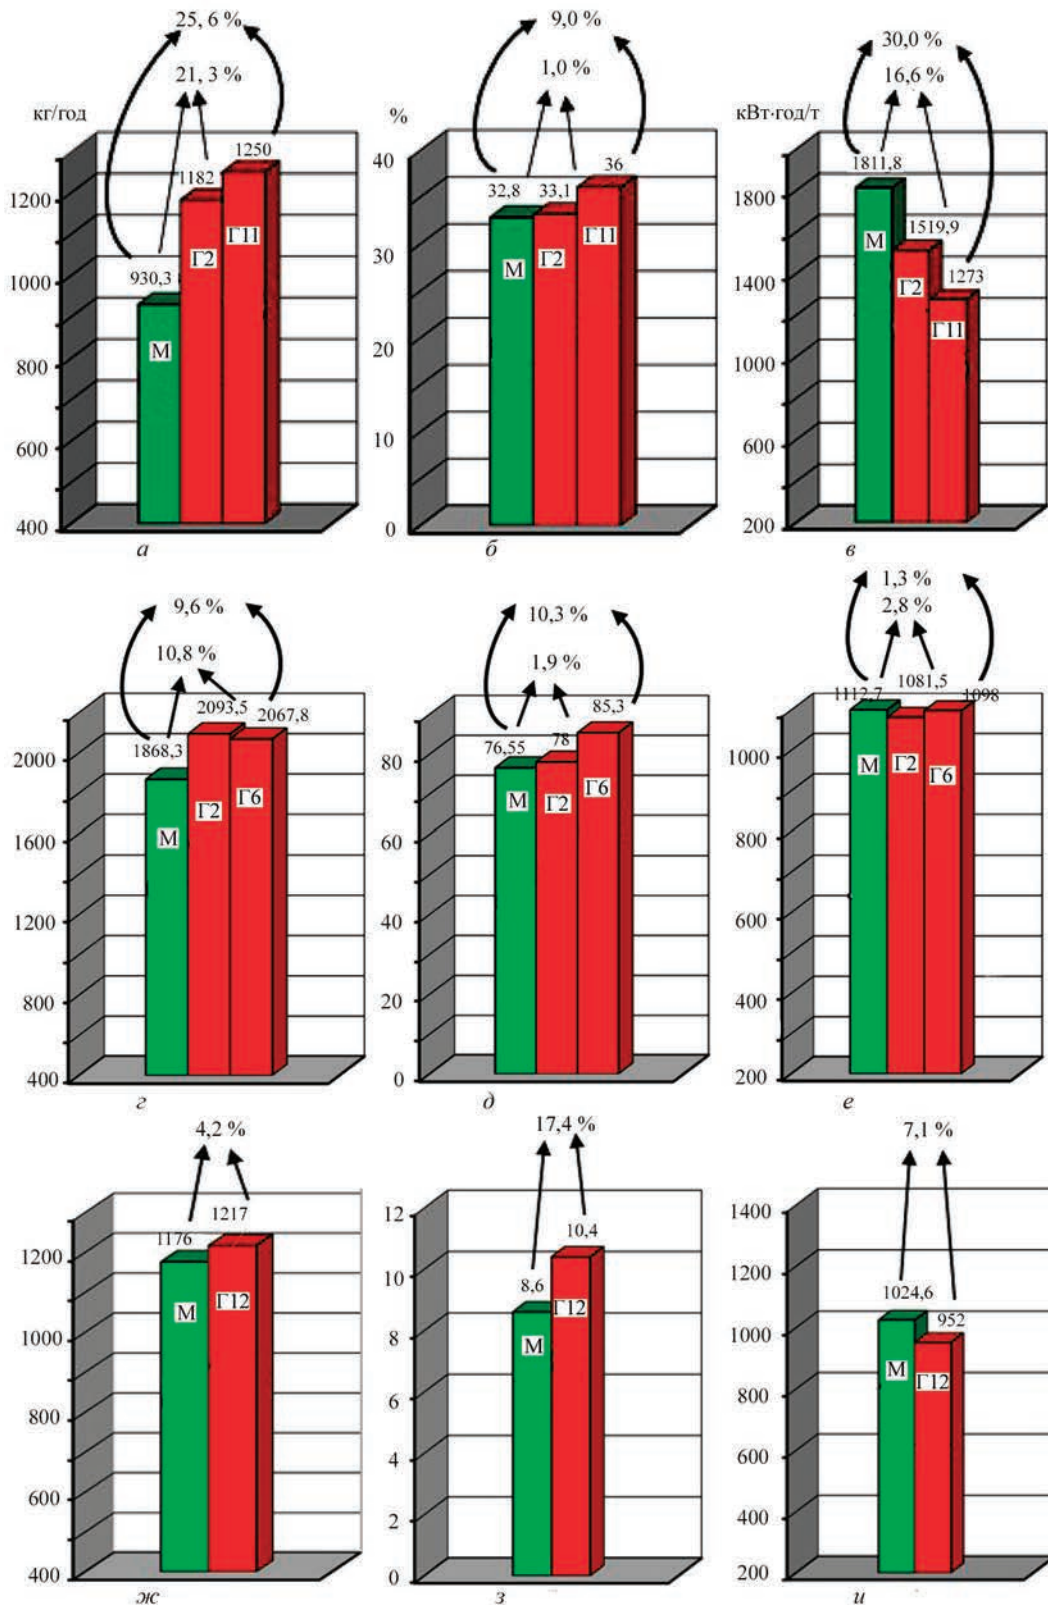 25, 6 %
21, 3 %
кг/год
1250
1182
1200
Г11
Г2
1000
930,3
М
800
600
400
а
9,0 %
1,0 %
%
40
36
32,8
33,1
Г11
М
Г2
30
20
10
0
б
30,0 %
16,6 %
кВт·год/т
1811,8
1800
1519,9
М
Г2
1273
1400
Г11
1000
600
200
в
9,6 %
10,8 %
2093,5
2067,8
1868,3
2000
Г2
Г6
М
1600
1200
800
400
г
10,3 %
1,9 %
85,3
76,55
78
80
М
Г2
Г6
60
40
20
0
д
1,3 %
2,8 %
1112,7
1081,5
1098
1000
М
Г2
Г6
800
600
400
200
е
4,2 %
1176
1217
1200
М
Г12
1000
800
600
400
ж
17,4 %
12
10,4
10
8,6
Г12
8
М
6
4
2
0
з
7,1 %
1400
1200
1024,6
952
1000
М
Г12
800
600
400
200
и